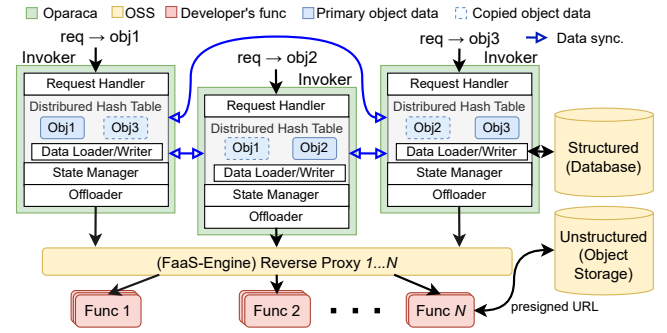 Oparaca
OSS
Developer's func
Primary object data
Copied object data
Data sync.
req → obj1
req → obj2
req → obj3
Invoker
Request Handler
Distribured Hash Table
Obj1
Obj3
Data Loader/Writer
State Manager
Offloader
Invoker
Request Handler
Distribured Hash Table
Obj1
Obj2
Data Loader/Writer
State Manager
Offloader
Invoker
Request Handler
Distribured Hash Table
Obj2
Obj3
Data Loader/Writer
State Manager
Offloader
Structured
(Database)
Unstructured
(Object
Storage)
(FaaS-Engine) Reverse Proxy 1...N
Func 1
Func 2
. . .
Func N
presigned URL